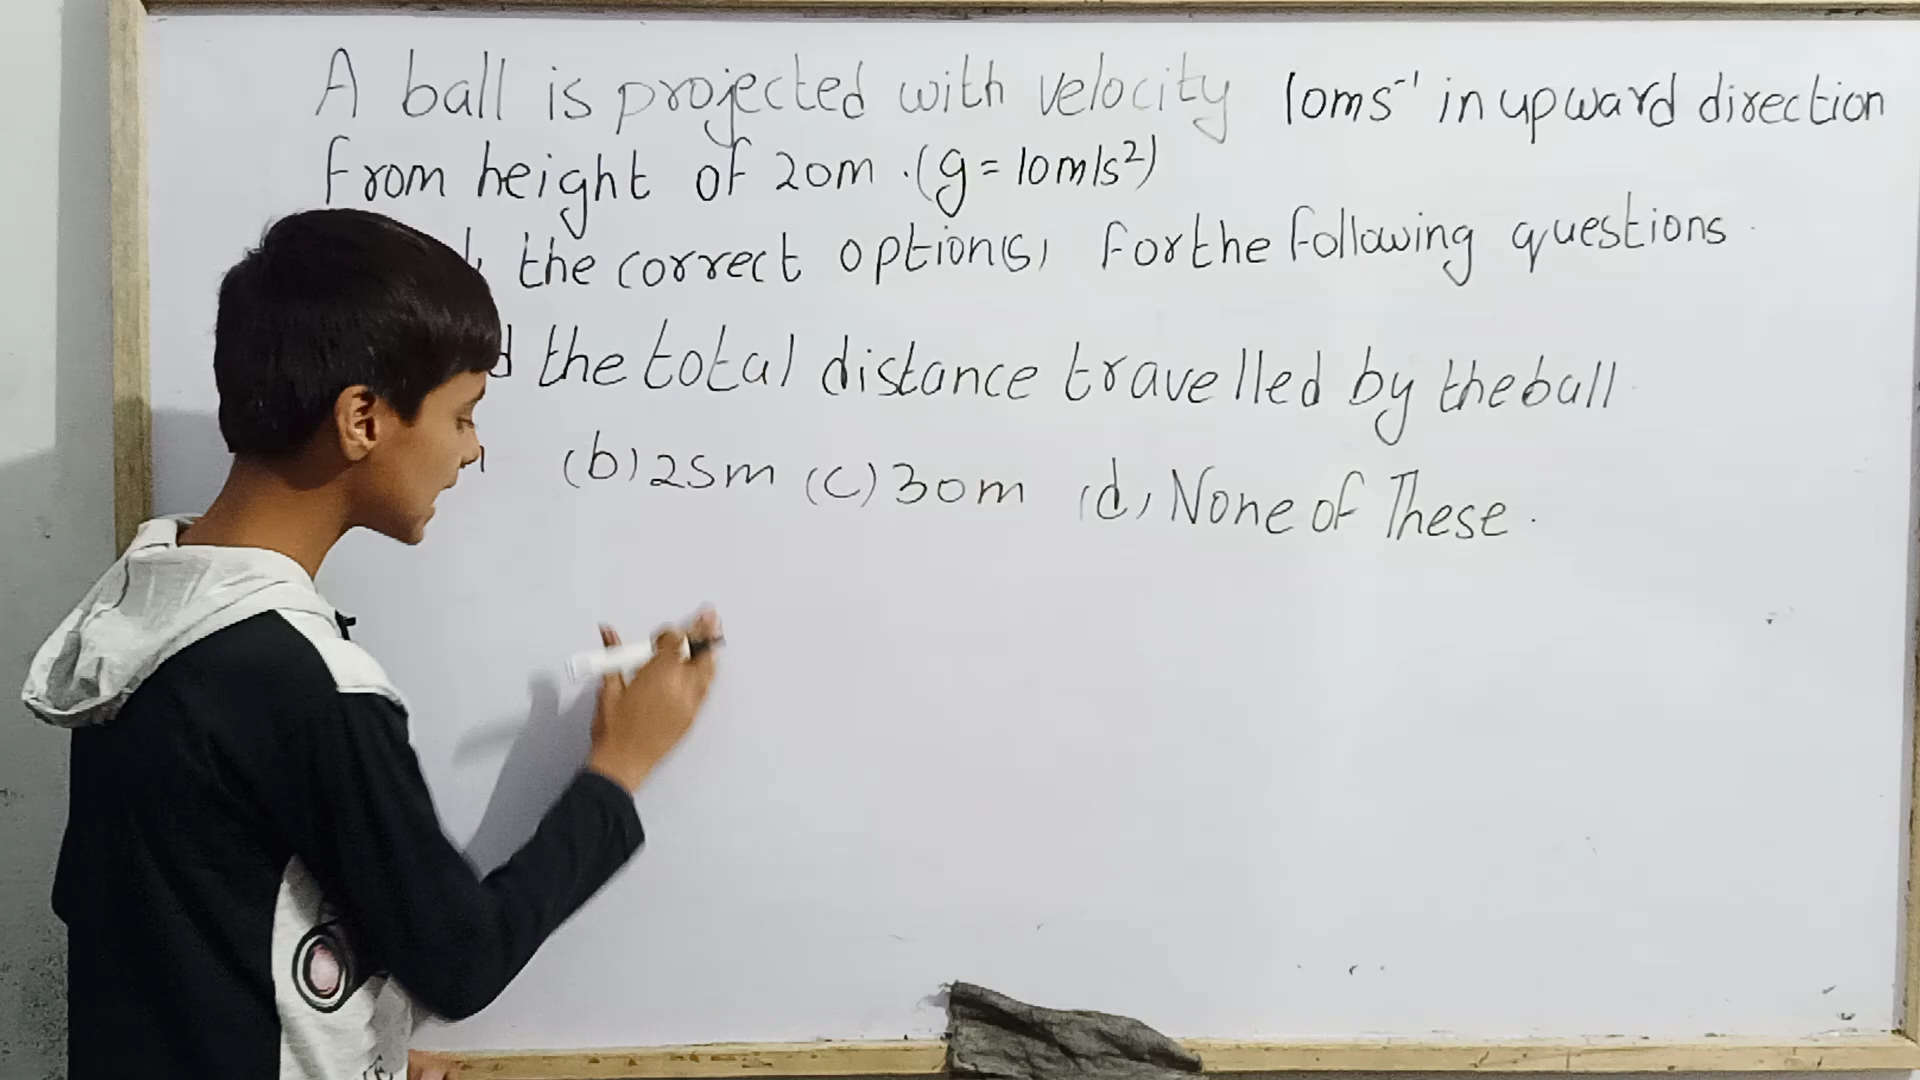 A ball is projected with velocity 10ms⁻¹ in upward direction
from height of 20m . (g = 10m/s²)
the correct option(s) for the following questions.
the total distance travelled by the ball
(b) 25m (c) 30m (d) None of These.